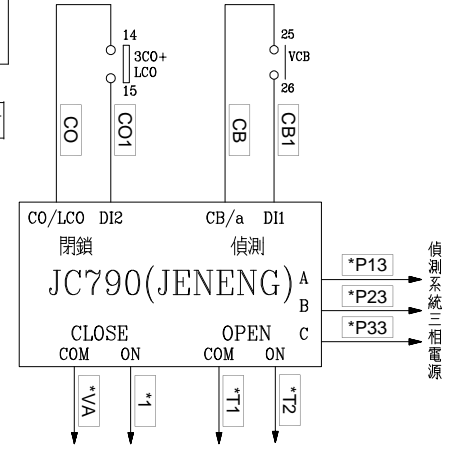 14
3CO+
LCO
15
25
VCB
26
CO
CO1
CB
CB1
CO/LCO DI2
CB/a DI1
閉鎖
偵測
JC790(JENENG)
A
B
C
*P13
*P23
*P33
偵測系統三相電源
CLOSE
OPEN
COM ON
COM ON
*VA
*1
*T1
*T2